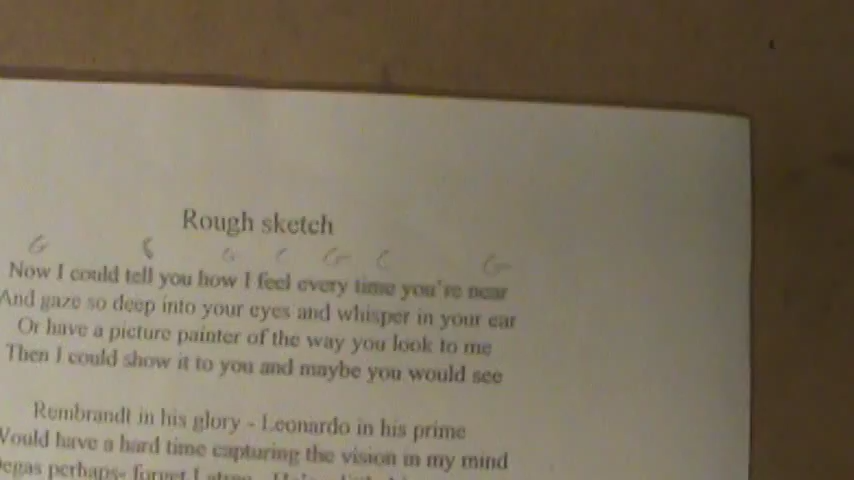 Rough sketch
G C G C G C G
Now I could tell you how I feel every time you're near
And gaze so deep into your eyes and whisper in your ear
Or have a picture painter of the way you look to me
Then I could show it to you and maybe you would see
Rembrandt in his glory - Leonardo in his prime
Would have a hard time capturing the vision in my mind
Degas perhaps- forget